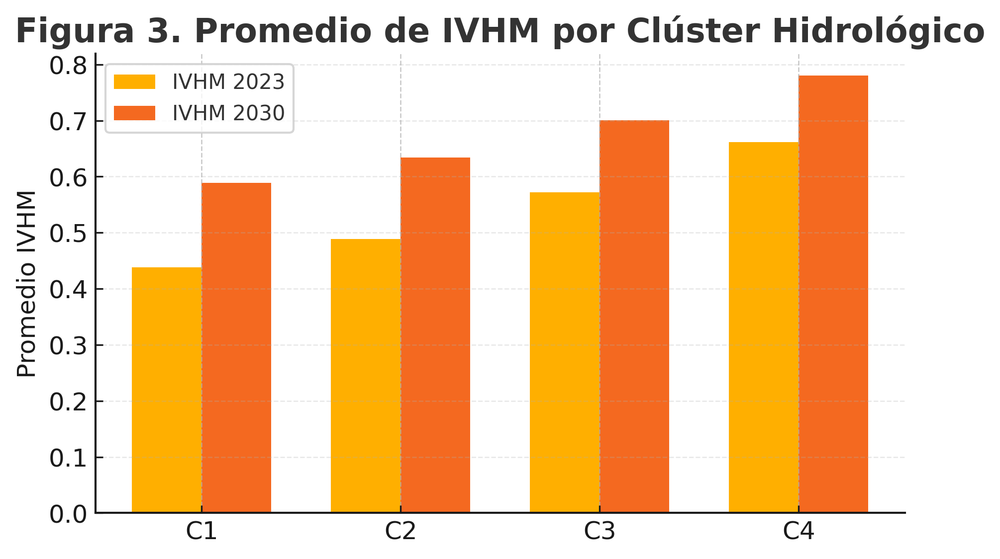 Figura 3. Promedio de IVHM por Clúster Hidrológico
IVHM 2023
IVHM 2030
Promedio IVHM
0.8
0.7
0.6
0.5
0.4
0.3
0.2
0.1
0.0
C1 C2 C3 C4